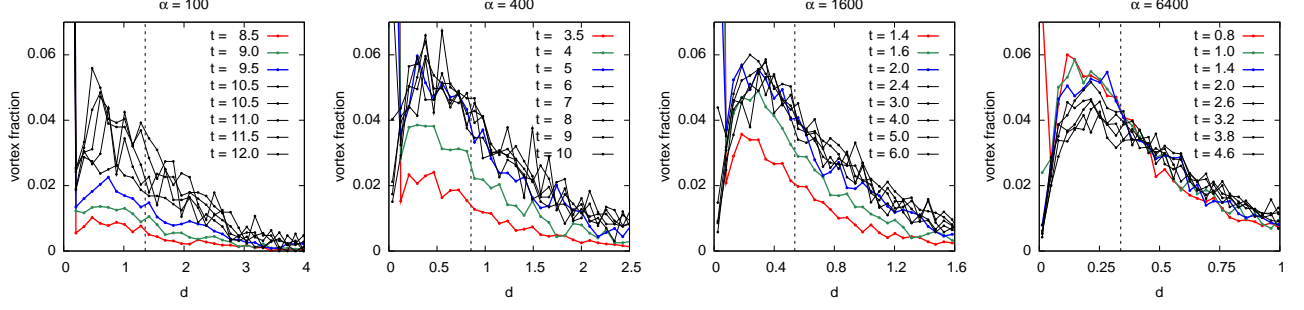 α = 100
0.06
0.04
0.02
0
vortex fraction
t = 8.5
t = 9.0
t = 9.5
t = 10.5
t = 10.5
t = 11.0
t = 11.5
t = 12.0
0 1 2 3 4
d
α = 400
0.06
0.04
0.02
0
vortex fraction
t = 3.5
t = 4
t = 5
t = 6
t = 7
t = 8
t = 9
t = 10
0 0.5 1 1.5 2 2.5
d
α = 1600
0.06
0.04
0.02
0
vortex fraction
t = 1.4
t = 1.6
t = 2.0
t = 2.4
t = 3.0
t = 4.0
t = 5.0
t = 6.0
0 0.4 0.8 1.2 1.6
d
α = 6400
0.06
0.04
0.02
0
vortex fraction
t = 0.8
t = 1.0
t = 1.4
t = 2.0
t = 2.6
t = 3.2
t = 3.8
t = 4.6
0 0.25 0.5 0.75 1
d